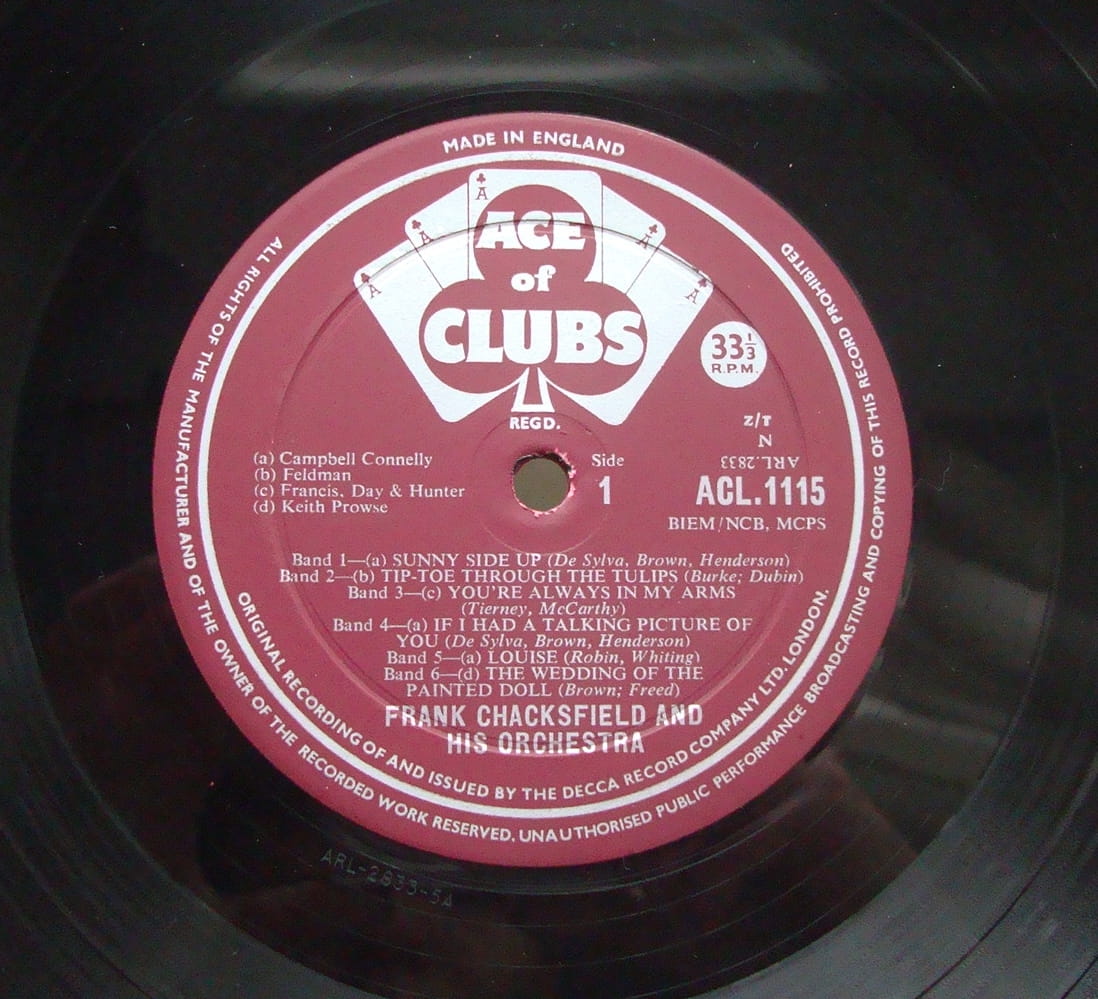 MADE IN ENGLAND
ALL RIGHTS OF THE MANUFACTURER AND OF THE OWNER OF THE RECORDED WORK RESERVED. UNAUTHORISED PUBLIC PERFORMANCE BROADCASTING AND COPYING OF THIS RECORD PROHIBITED
A
A
A
A
A
ACE
of
CLUBS
REGD.
33⅓
R.P.M.
Z/T
N
ARL.2833
(a) Campbell Connelly
(b) Feldman
(c) Francis, Day & Hunter
(d) Keith Prowse
Side
1
ACL.1115
BIEM/NCB, MCPS
Band 1—(a) SUNNY SIDE UP (De Sylva, Brown, Henderson)
Band 2—(b) TIP-TOE THROUGH THE TULIPS (Burke; Dubin)
Band 3—(c) YOU'RE ALWAYS IN MY ARMS
(Tierney, McCarthy)
Band 4—(a) IF I HAD A TALKING PICTURE OF
YOU (De Sylva, Brown, Henderson)
Band 5—(a) LOUISE (Robin, Whiting)
Band 6—(d) THE WEDDING OF THE
PAINTED DOLL (Brown; Freed)
FRANK CHACKSFIELD AND
HIS ORCHESTRA
ORIGINAL RECORDING OF AND ISSUED BY THE DECCA RECORD COMPANY LTD. LONDON.
ARL-2833-5A